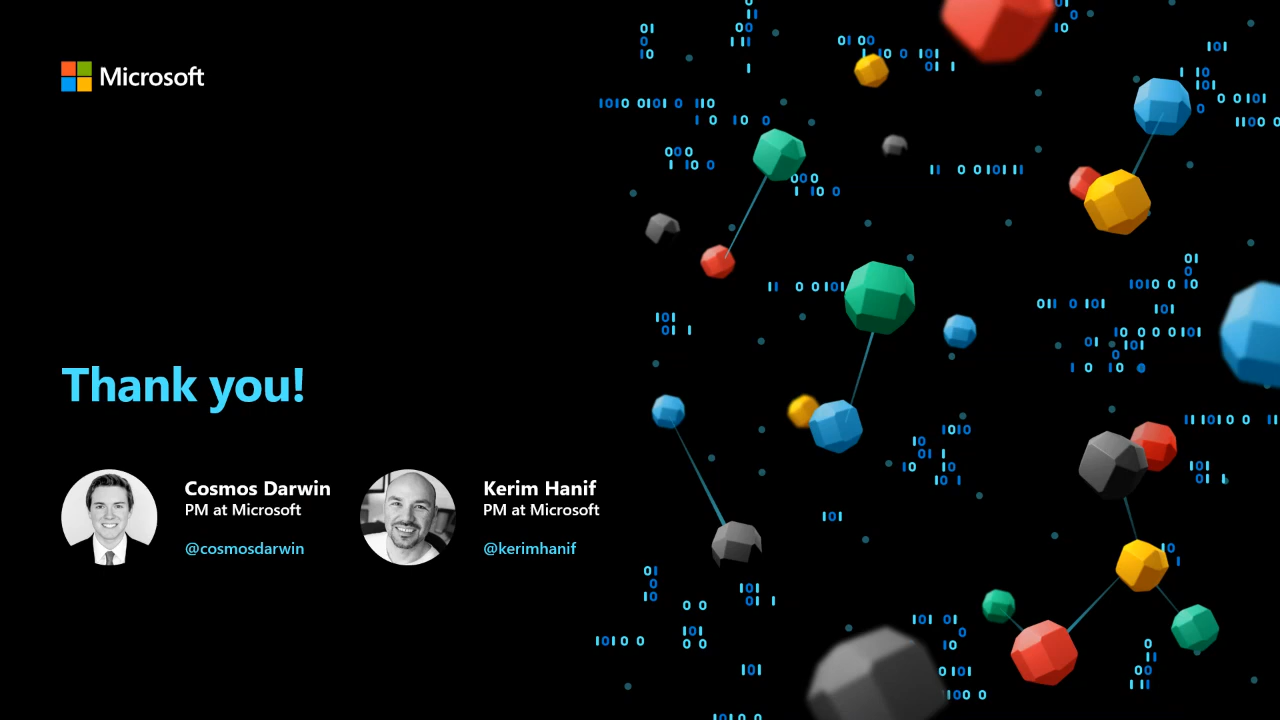 Microsoft
Thank you!
Cosmos Darwin
PM at Microsoft
@cosmosdarwin
Kerim Hanif
PM at Microsoft
@kerimhanif